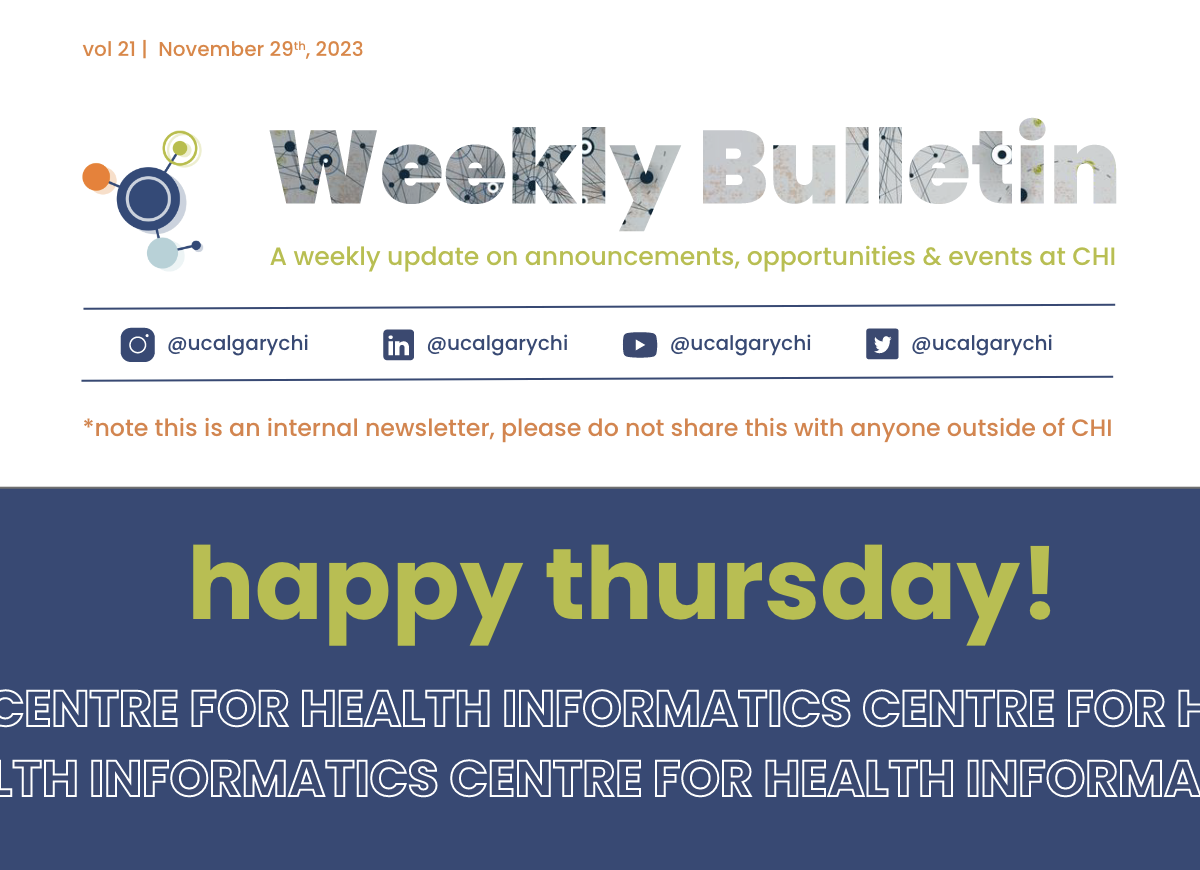 vol 21 | November 29th, 2023
Weekly Bulletin
A weekly update on announcements, opportunities & events at CHI
@ucalgarychi @ucalgarychi @ucalgarychi @ucalgarychi
*note this is an internal newsletter, please do not share this with anyone outside of CHI
happy thursday!
CENTRE FOR HEALTH INFORMATICS CENTRE FOR H
LTH INFORMATICS CENTRE FOR HEALTH INFORMA